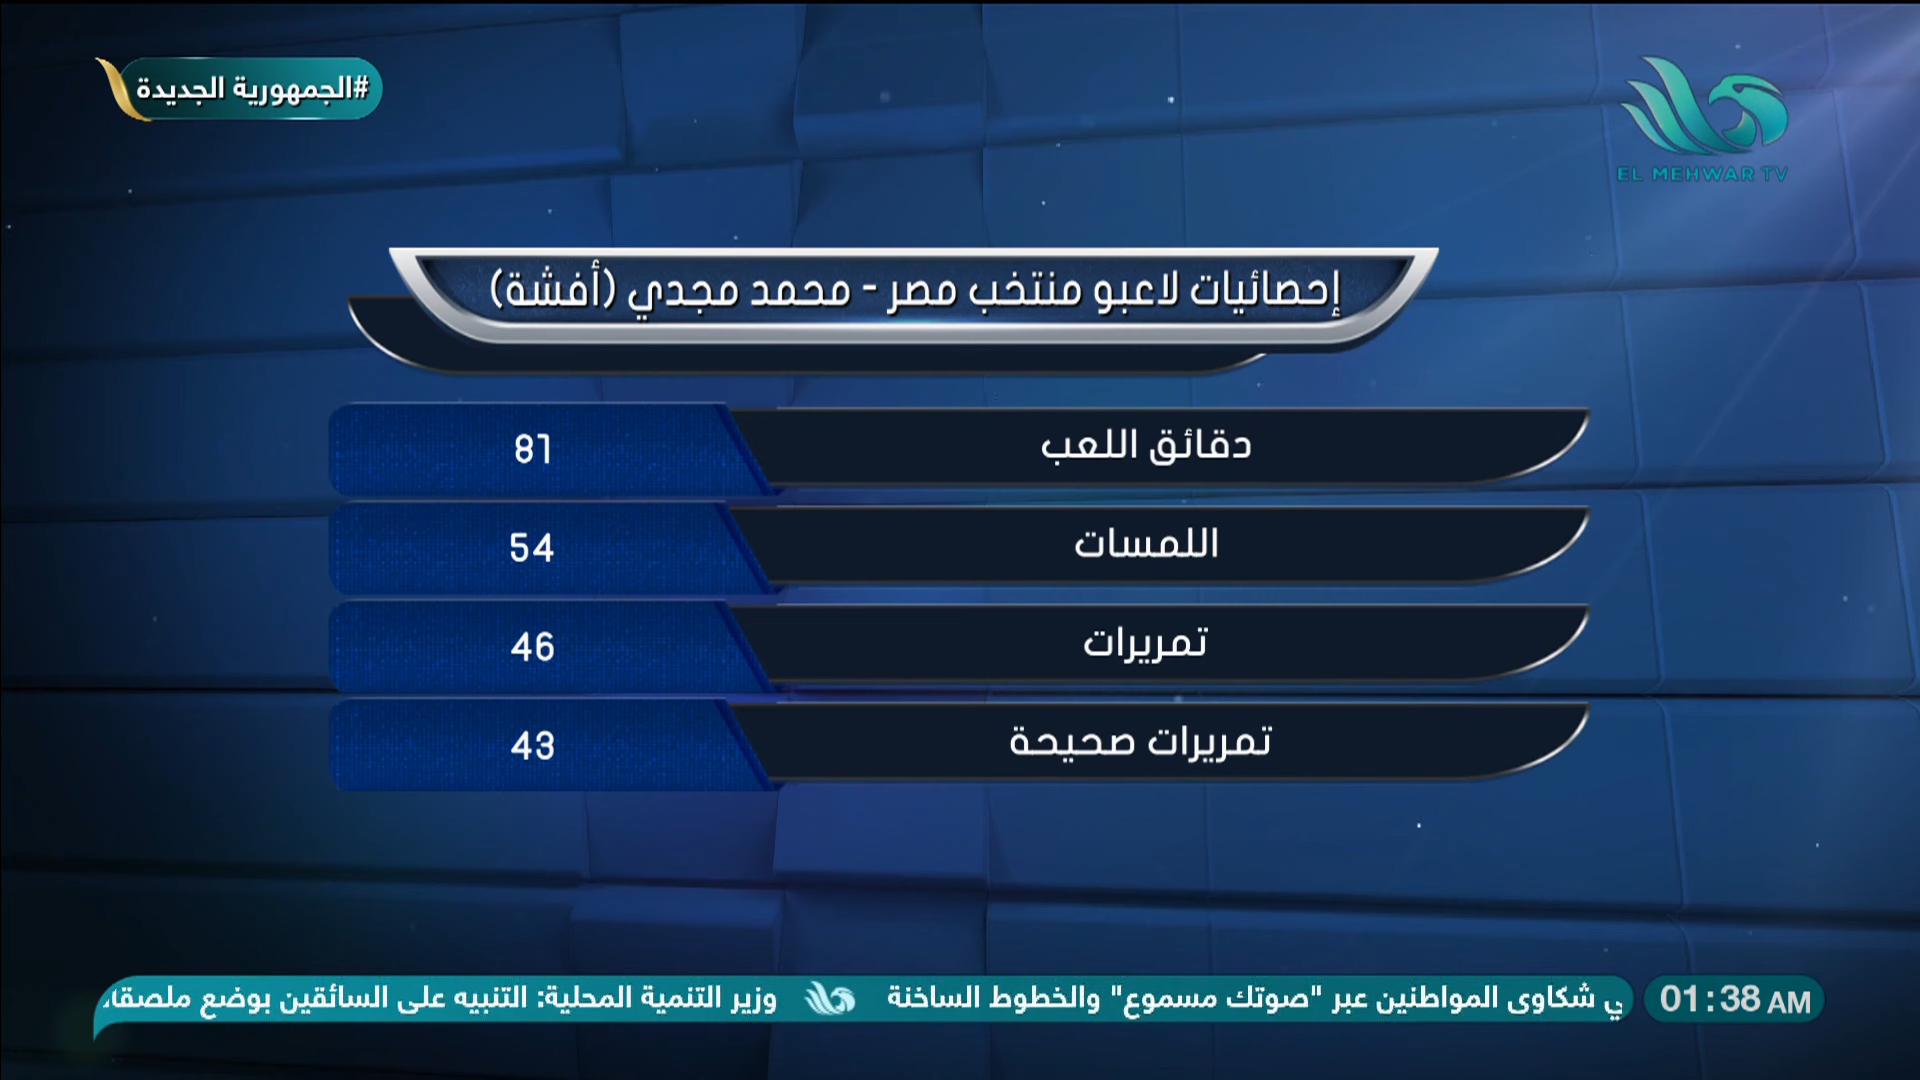 #الجمهورية الجديدة
EL MEHWAR TV
إحصائيات لاعبو منتخب مصر - محمد مجدي (أفشة)
دقائق اللعب 81
اللمسات 54
تمريرات 46
تمريرات صحيحة 43
01:38 AM
شكاوى المواطنين عبر "صوتك مسموع" والخطوط الساخنة
وزير التنمية المحلية: التنبيه على السائقين بوضع